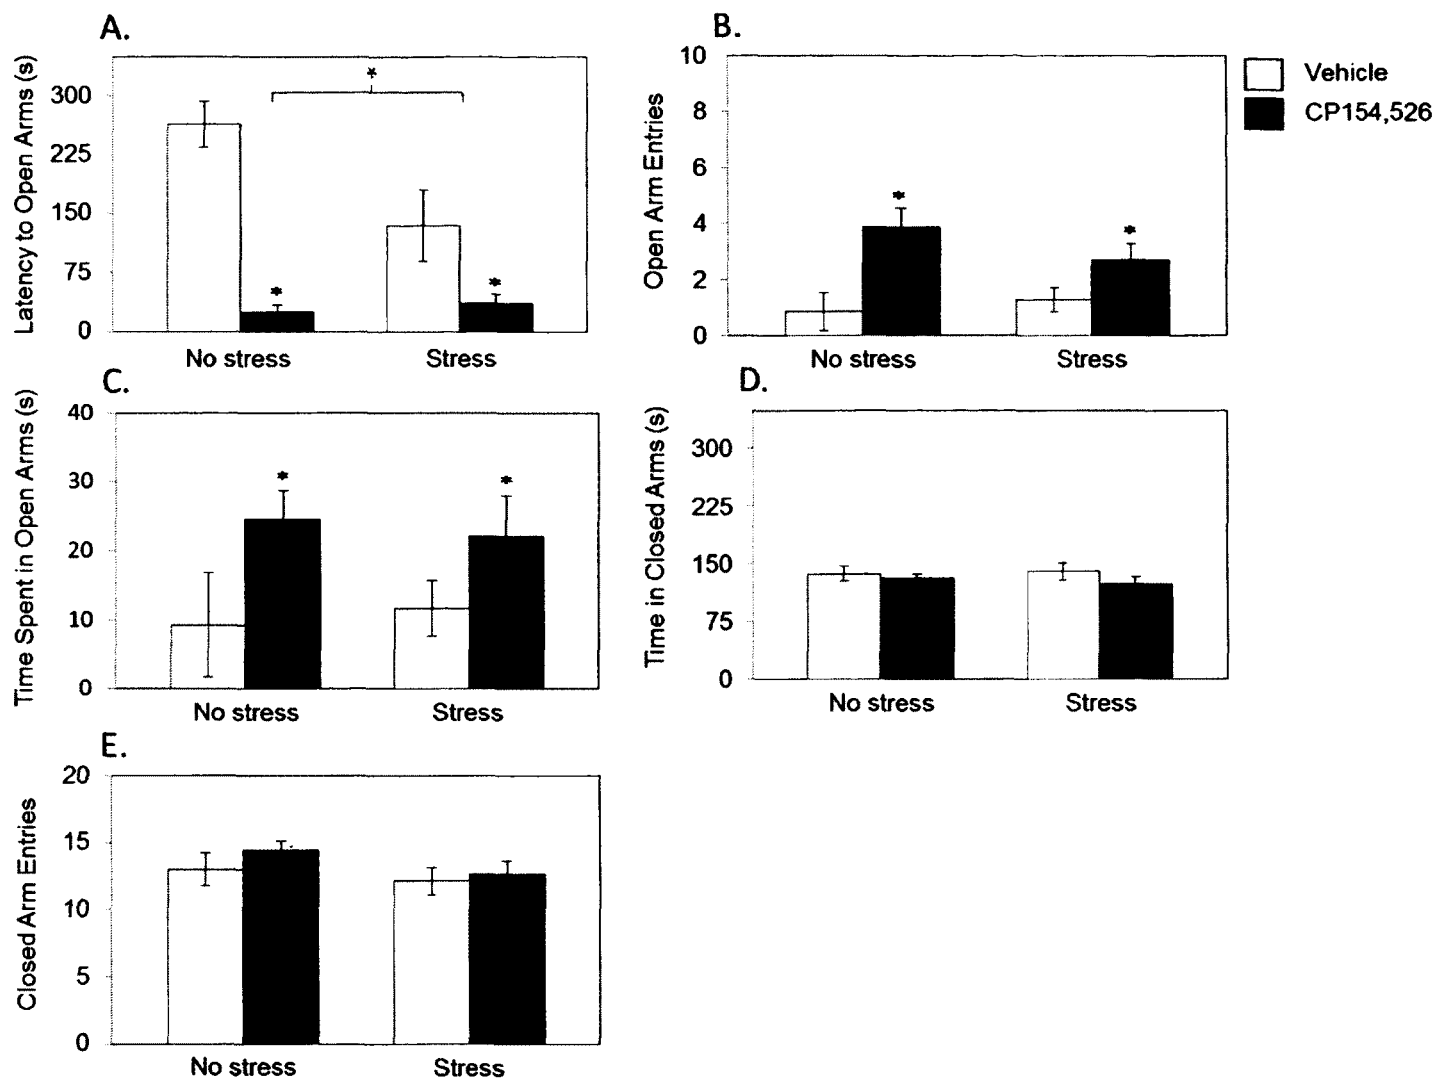 A.
Latency to Open Arms (s)
300
225
150
75
0
*
*
*
No stress
Stress
B.
Open Arm Entries
10
8
6
4
2
0
*
*
No stress
Stress
Vehicle
CP154,526
C.
Time Spent in Open Arms (s)
40
30
20
10
0
*
*
No stress
Stress
D.
Time in Closed Arms (s)
300
225
150
75
0
No stress
Stress
E.
Closed Arm Entries
20
15
10
5
0
No stress
Stress